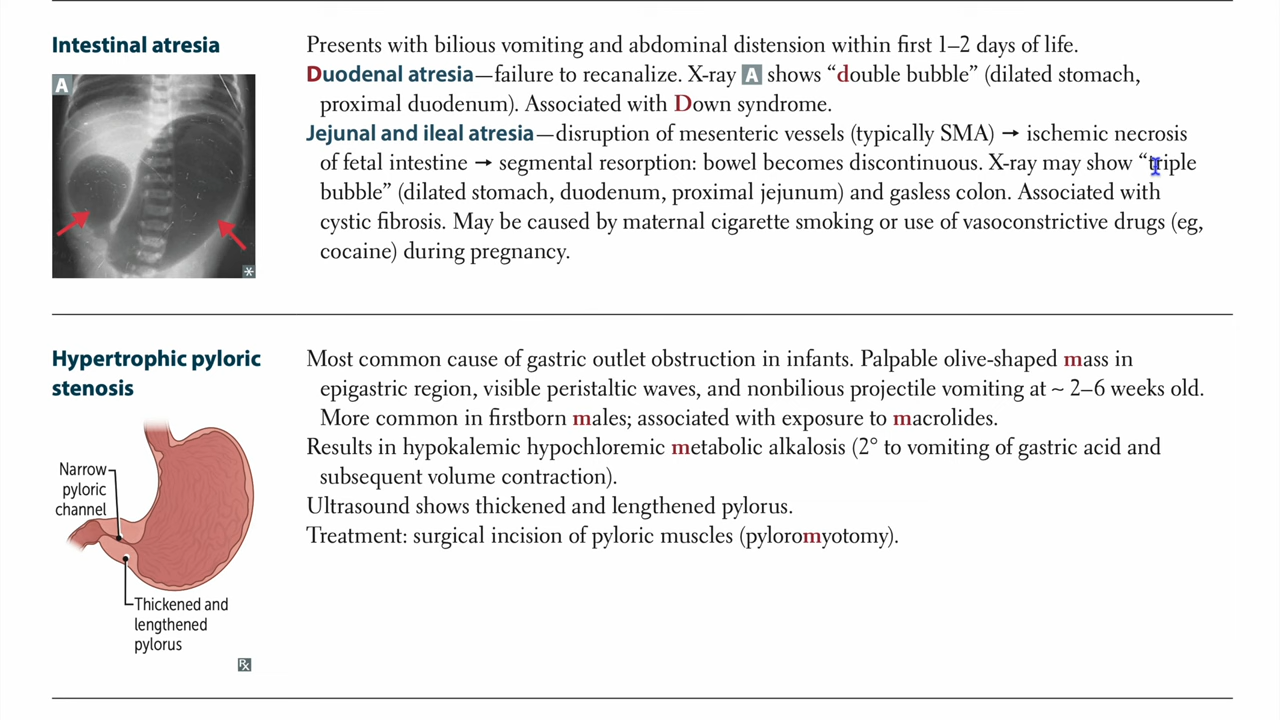 Intestinal atresia
A
*
Presents with bilious vomiting and abdominal distension within first 1–2 days of life.
Duodenal atresia—failure to recanalize. X-ray A shows “double bubble” (dilated stomach,
proximal duodenum). Associated with Down syndrome.
Jejunal and ileal atresia—disruption of mesenteric vessels (typically SMA) → ischemic necrosis
of fetal intestine → segmental resorption: bowel becomes discontinuous. X-ray may show “triple
bubble” (dilated stomach, duodenum, proximal jejunum) and gasless colon. Associated with
cystic fibrosis. May be caused by maternal cigarette smoking or use of vasoconstrictive drugs (eg,
cocaine) during pregnancy.
Hypertrophic pyloric
stenosis
Narrow
pyloric
channel
Thickened and
lengthened
pylorus
Rx
Most common cause of gastric outlet obstruction in infants. Palpable olive-shaped mass in
epigastric region, visible peristaltic waves, and nonbilious projectile vomiting at ~ 2–6 weeks old.
More common in firstborn males; associated with exposure to macrolides.
Results in hypokalemic hypochloremic metabolic alkalosis (2° to vomiting of gastric acid and
subsequent volume contraction).
Ultrasound shows thickened and lengthened pylorus.
Treatment: surgical incision of pyloric muscles (pyloromyotomy).